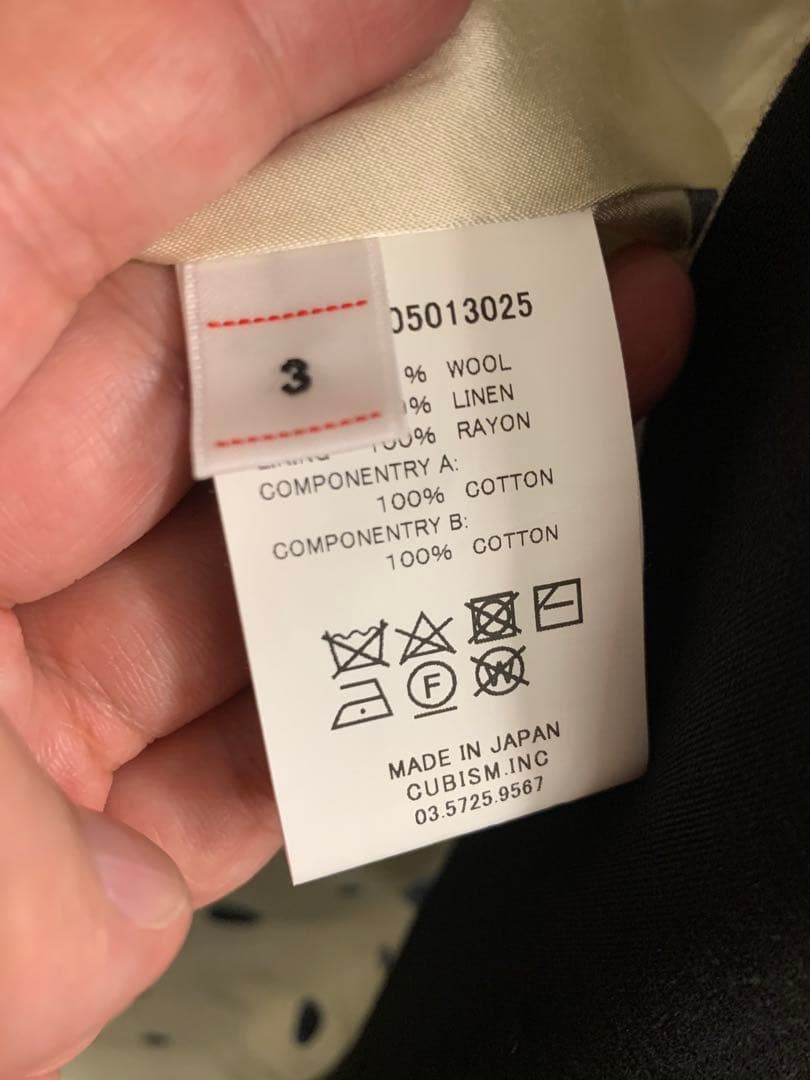 3
05013025
% WOOL
% LINEN
100% RAYON
COMPONENTRY A:
100% COTTON
COMPONENTRY B:
100% COTTON
F
W
MADE IN JAPAN
CUBISM.INC
03.5725.9567